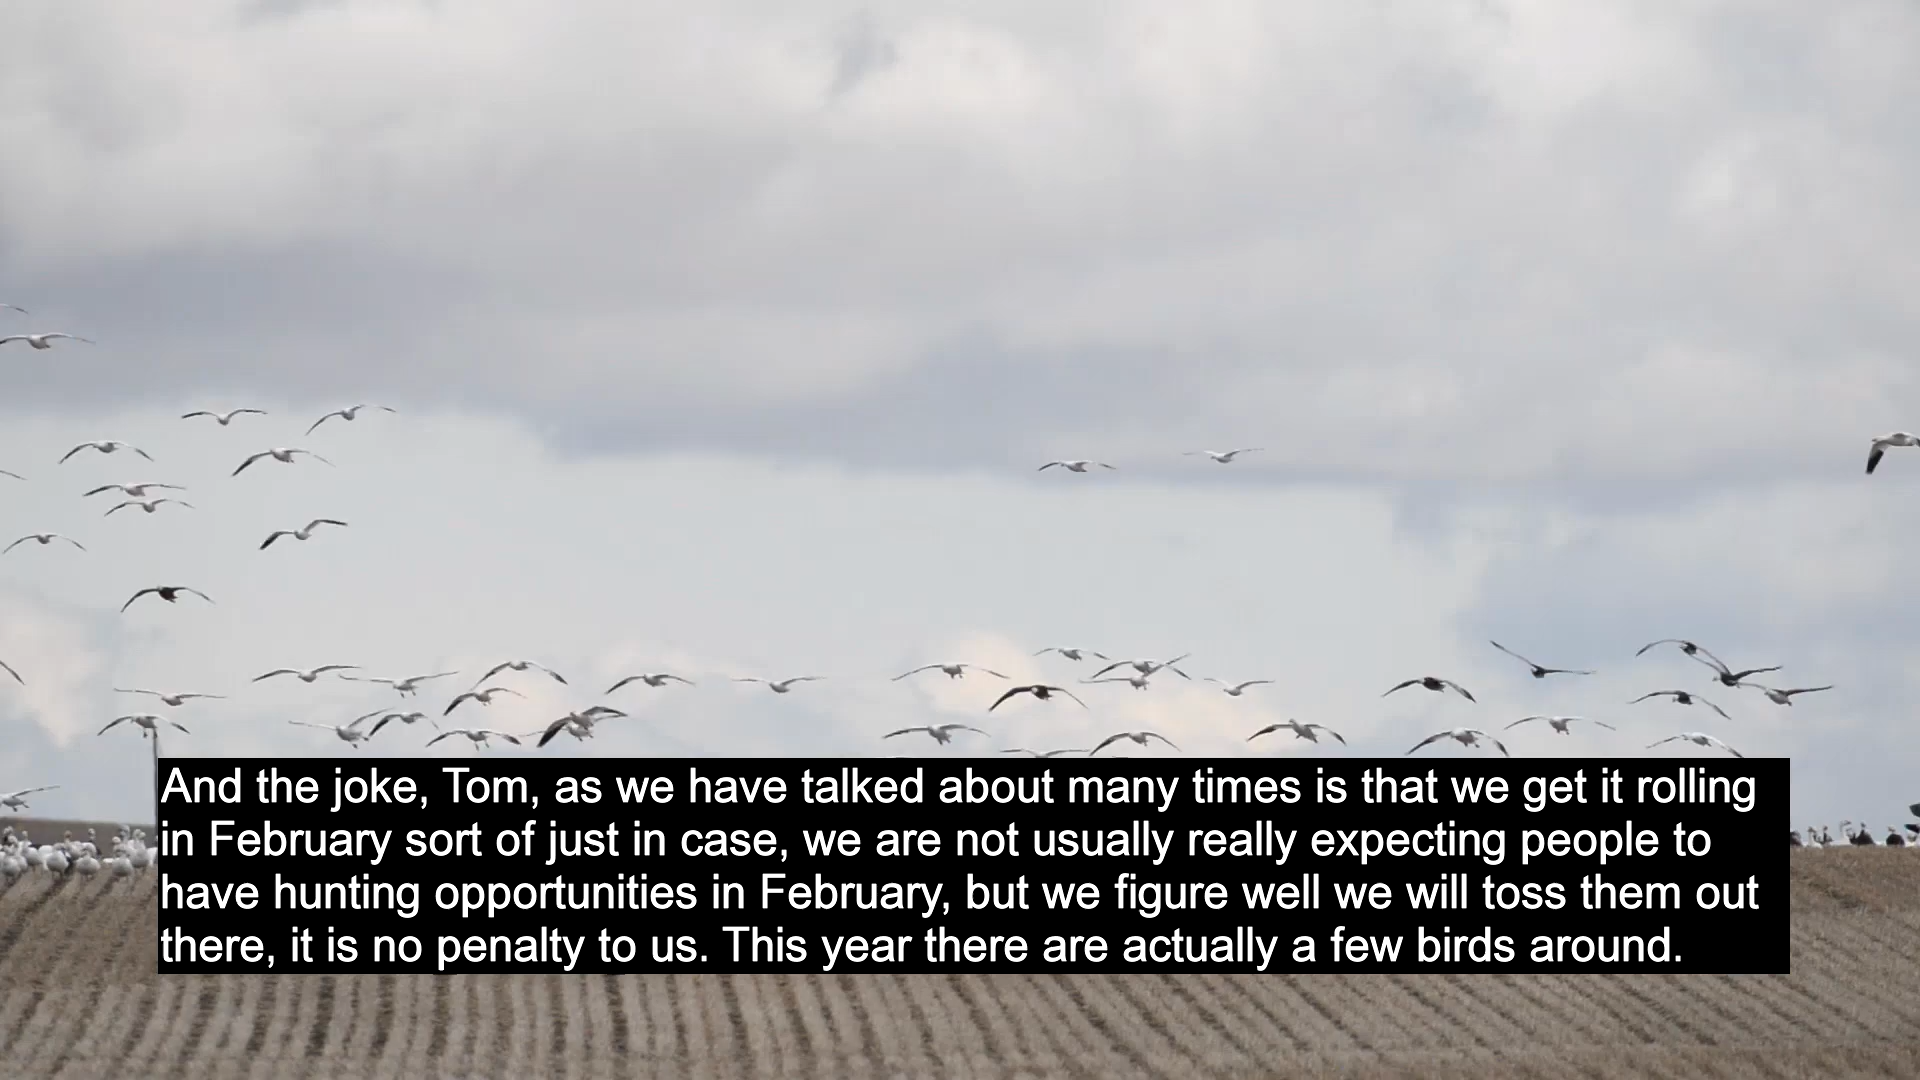 And the joke, Tom, as we have talked about many times is that we get it rolling
in February sort of just in case, we are not usually really expecting people to
have hunting opportunities in February, but we figure well we will toss them out
there, it is no penalty to us. This year there are actually a few birds around.